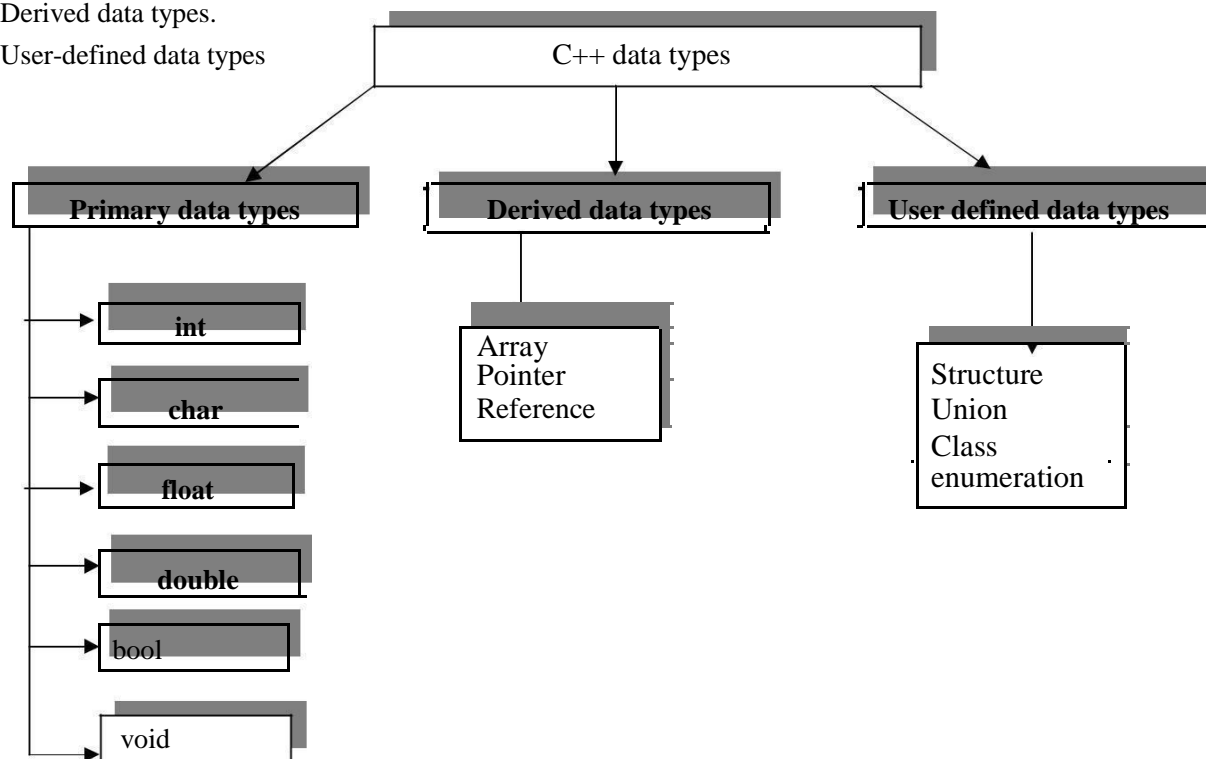 Derived data types.
User-defined data types
C++ data types
Primary data types
Derived data types
User defined data types
int
char
float
double
bool
void
Array
Pointer
Reference
Structure
Union
Class
enumeration